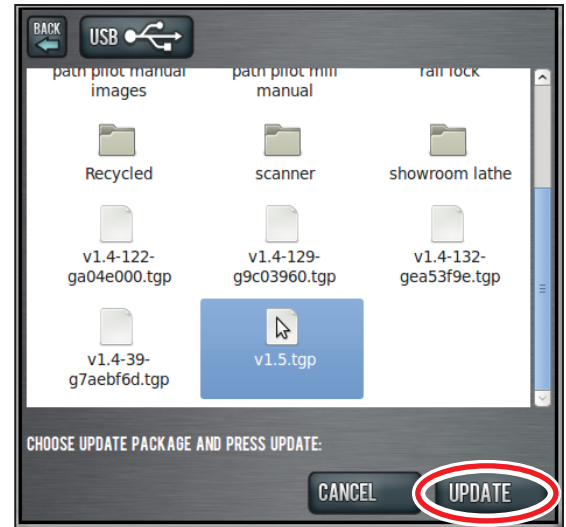 BACK
USB
path pilot manual path pilot mill rail lock
images manual
Recycled scanner showroom lathe
v1.4-122- v1.4-129- v1.4-132-
ga04e000.tgp g9c03960.tgp gea53f9e.tgp
v1.4-39- v1.5.tgp
g7aebf6d.tgp
CHOOSE UPDATE PACKAGE AND PRESS UPDATE:
CANCEL UPDATE